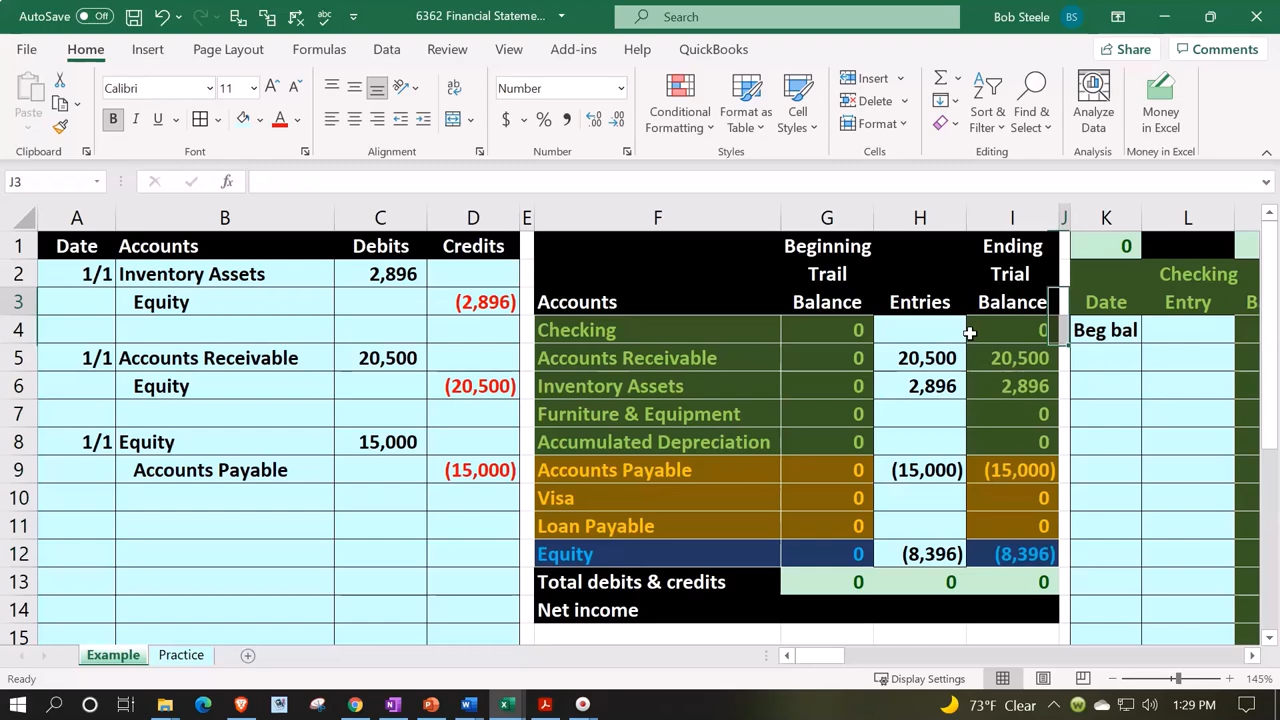 AutoSave Off 6362 Financial Stateme... Search Bob Steele BS
File Home Insert Page Layout Formulas Data Review View Add-ins Help QuickBooks Share Comments
Paste
Calibri 11
B I U A
Number
$ % 9
Conditional Formatting
Format as Table
Cell Styles
Insert
Delete
Format
Sort & Filter
Find & Select
Analyze Data
Money in Excel
Clipboard Font Alignment Number Styles Cells Editing Analysis Money in Excel
J3 fx
A B C D E F G H I J K L
1 Date Accounts Debits Credits Beginning Ending 0
2 1/1 Inventory Assets 2,896 Trail Trial Checking
3 Equity (2,896) Accounts Balance Entries Balance Date Entry B
4 Checking 0 0 Beg bal
5 1/1 Accounts Receivable 20,500 Accounts Receivable 0 20,500 20,500
6 Equity (20,500) Inventory Assets 0 2,896 2,896
7 Furniture & Equipment 0 0
8 1/1 Equity 15,000 Accumulated Depreciation 0 0
9 Accounts Payable (15,000) Accounts Payable 0 (15,000) (15,000)
10 Visa 0 0
11 Loan Payable 0 0
12 Equity 0 (8,396) (8,396)
13 Total debits & credits 0 0 0
14 Net income
15
Example Practice
Ready Display Settings 145%
73°F Clear 1:29 PM